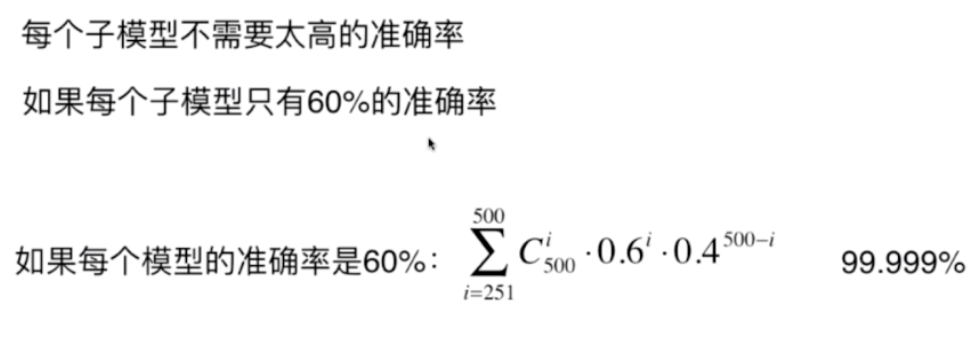 每个子模型不需要太高的准确率
如果每个子模型只有60%的准确率
如果每个模型的准确率是60%： $\sum_{i=251}^{500} C_{500}^{i} \cdot 0.6^{i} \cdot 0.4^{500-i}$ 99.999%